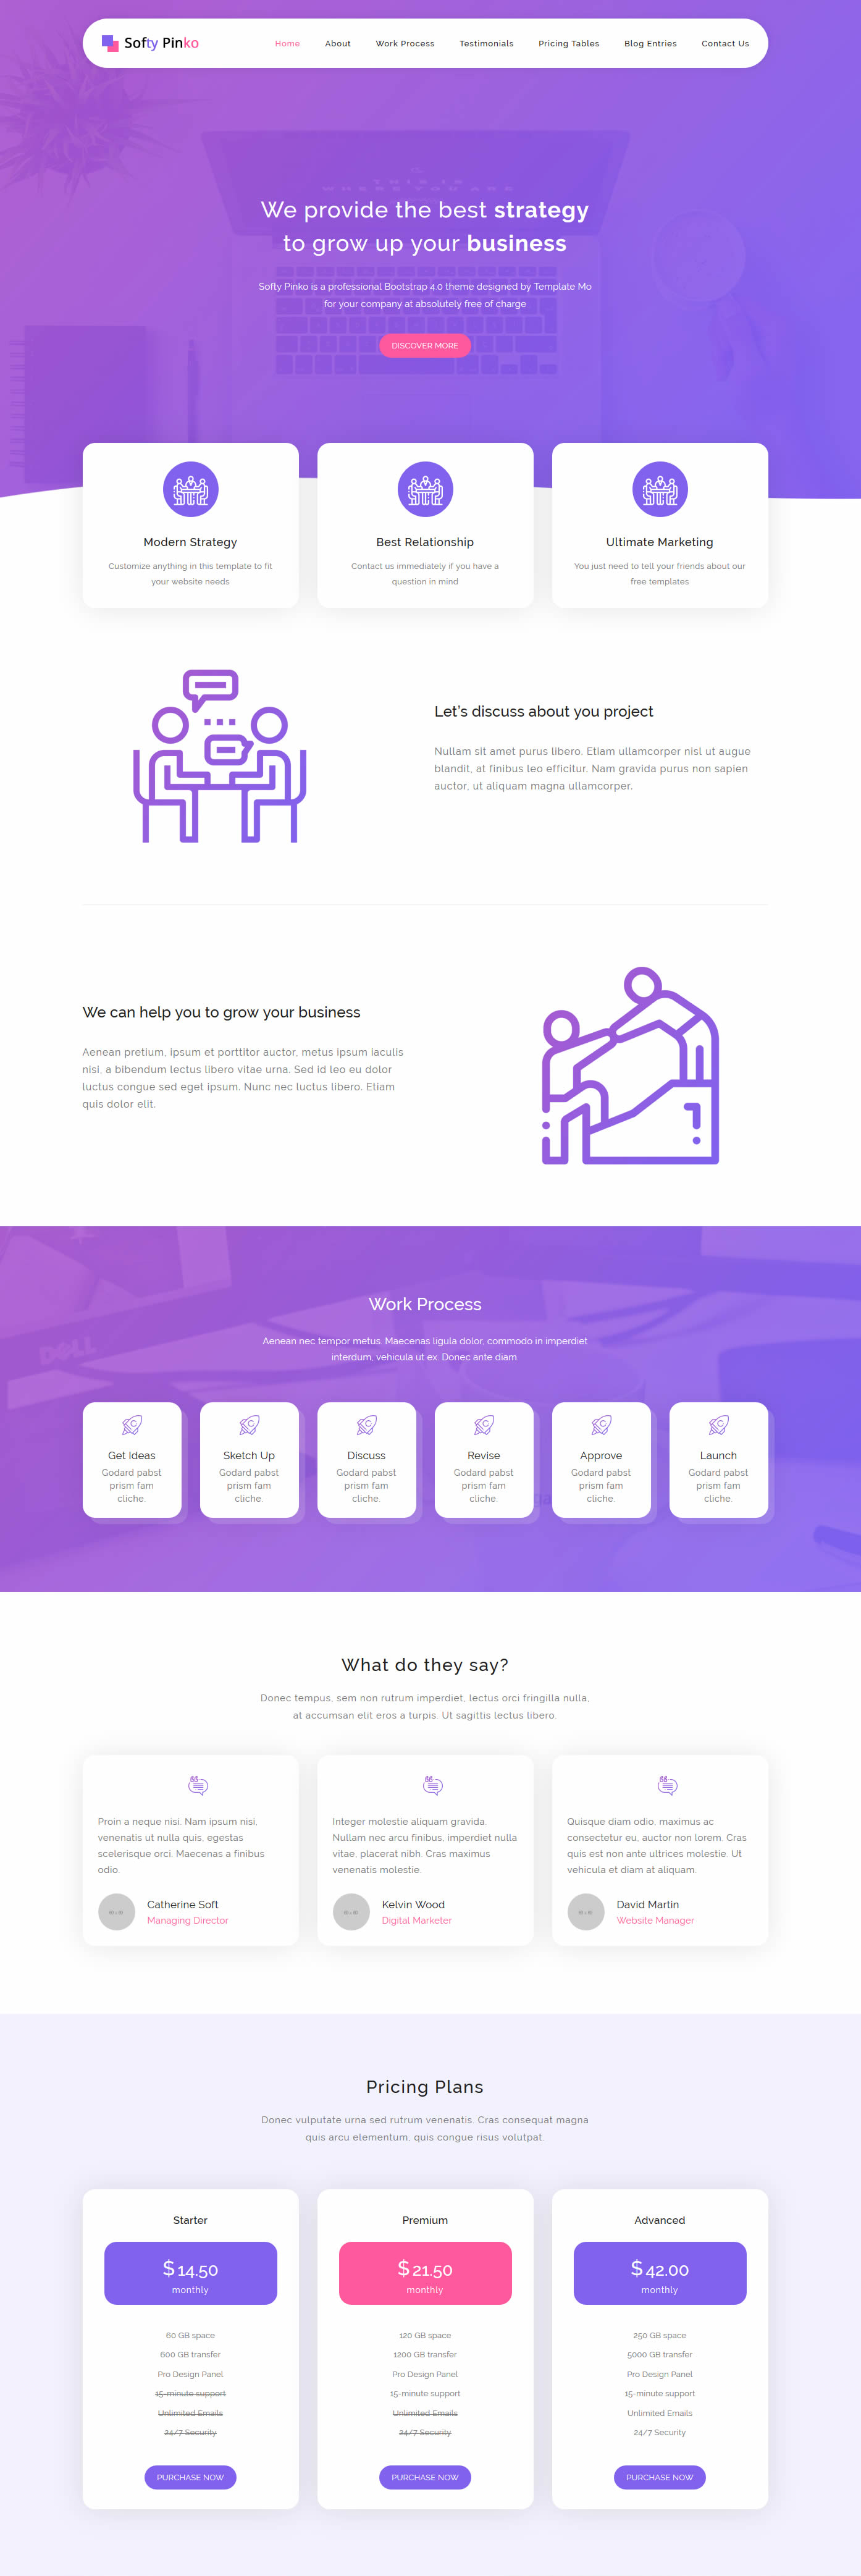 Softy Pinko
Home About Work Process Testimonials Pricing Tables Blog Entries Contact Us
We provide the best strategy
to grow up your business
Softy Pinko is a professional Bootstrap 4.0 theme designed by Template Mo
for your company at absolutely free of charge
DISCOVER MORE
Modern Strategy
Customize anything in this template to fit
your website needs
Best Relationship
Contact us immediately if you have a
question in mind
Ultimate Marketing
You just need to tell your friends about our
free templates
Let's discuss about you project
Nullam sit amet purus libero. Etiam ullamcorper nisl ut augue
blandit, at finibus leo efficitur. Nam gravida purus non sapien
auctor, ut aliquam magna ullamcorper.
We can help you to grow your business
Aenean pretium, ipsum et porttitor auctor, metus ipsum iaculis
nisi, a bibendum lectus libero vitae urna. Sed id leo eu dolor
luctus congue sed eget ipsum. Nunc nec luctus libero. Etiam
quis dolor elit.
DELL
Work Process
Aenean nec tempor metus. Maecenas ligula dolor, commodo in imperdiet
interdum, vehicula ut ex. Donec ante diam.
Get Ideas
Godard pabst
prism fam
cliche.
Sketch Up
Godard pabst
prism fam
cliche.
Discuss
Godard pabst
prism fam
cliche.
Revise
Godard pabst
prism fam
cliche.
Approve
Godard pabst
prism fam
cliche.
Launch
Godard pabst
prism fam
cliche.
What do they say?
Donec tempus, sem non rutrum imperdiet, lectus orci fringilla nulla,
at accumsan elit eros a turpis. Ut sagittis lectus libero.
Proin a neque nisi. Nam ipsum nisi,
venenatis ut nulla quis, egestas
scelerisque orci. Maecenas a finibus
odio.
Catherine Soft
Managing Director
Integer molestie aliquam gravida.
Nullam nec arcu finibus, imperdiet nulla
vitae, placerat nibh. Cras maximus
venenatis molestie.
Kelvin Wood
Digital Marketer
Quisque diam odio, maximus ac
consectetur eu, auctor non lorem. Cras
quis est non ante ultrices molestie. Ut
vehicula et diam at aliquam.
David Martin
Website Manager
Pricing Plans
Donec vulputate urna sed rutrum venenatis. Cras consequat magna
quis arcu elementum, quis congue risus volutpat.
Starter
$ 14.50
monthly
60 GB space
600 GB transfer
Pro Design Panel
15-minute support
Unlimited Emails
24/7 Security
PURCHASE NOW
Premium
$ 21.50
monthly
120 GB space
1200 GB transfer
Pro Design Panel
15-minute support
Unlimited Emails
24/7 Security
PURCHASE NOW
Advanced
$ 42.00
monthly
250 GB space
5000 GB transfer
Pro Design Panel
15-minute support
Unlimited Emails
24/7 Security
PURCHASE NOW